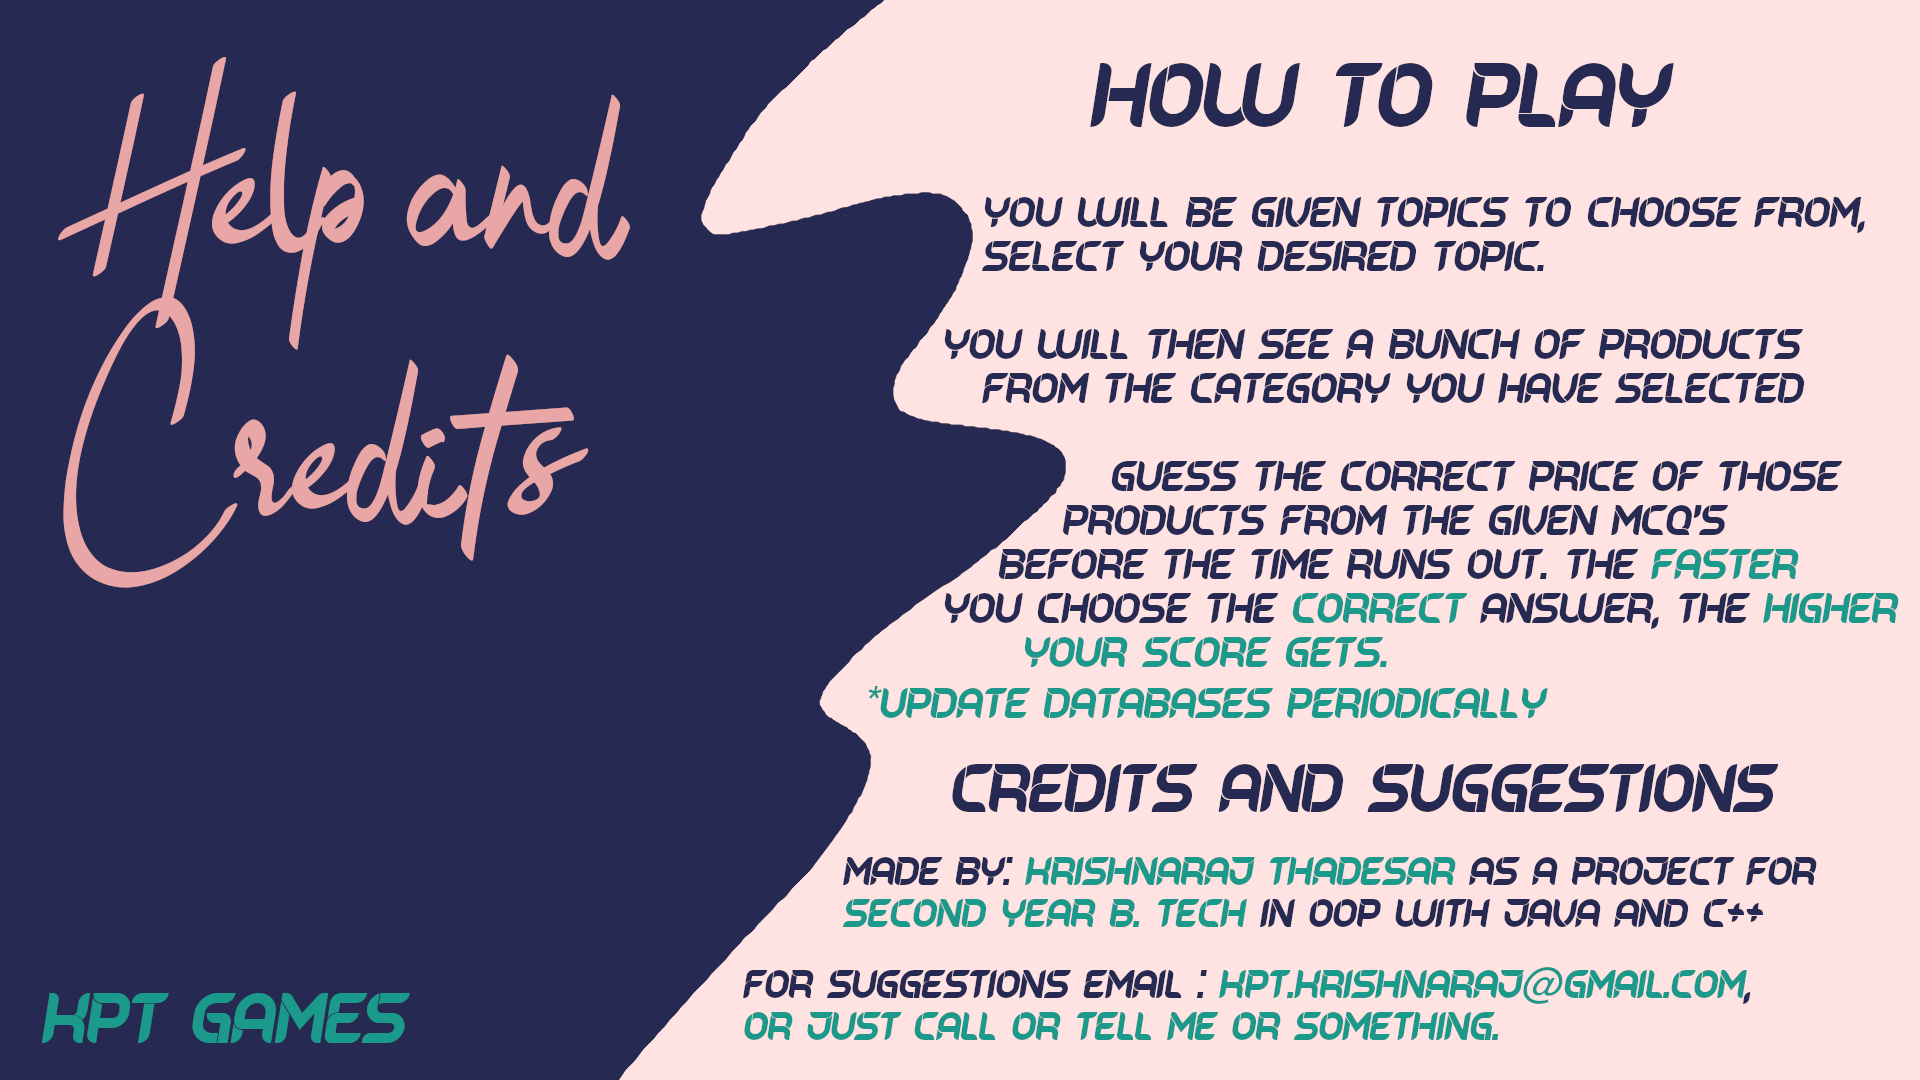 Help and
Credits
KPT GAMES
HOW TO PLAY
YOU WILL BE GIVEN TOPICS TO CHOOSE FROM,
SELECT YOUR DESIRED TOPIC.
YOU WILL THEN SEE A BUNCH OF PRODUCTS
FROM THE CATEGORY YOU HAVE SELECTED
GUESS THE CORRECT PRICE OF THOSE
PRODUCTS FROM THE GIVEN MCQ'S
BEFORE THE TIME RUNS OUT. THE FASTER
YOU CHOOSE THE CORRECT ANSWER, THE HIGHER
YOUR SCORE GETS.
*UPDATE DATABASES PERIODICALLY
CREDITS AND SUGGESTIONS
MADE BY: KRISHNARAJ THADESAR AS A PROJECT FOR
SECOND YEAR B. TECH IN OOP WITH JAVA AND C++
FOR SUGGESTIONS EMAIL : KPT.KRISHNARAJ@GMAIL.COM,
OR JUST CALL OR TELL ME OR SOMETHING.